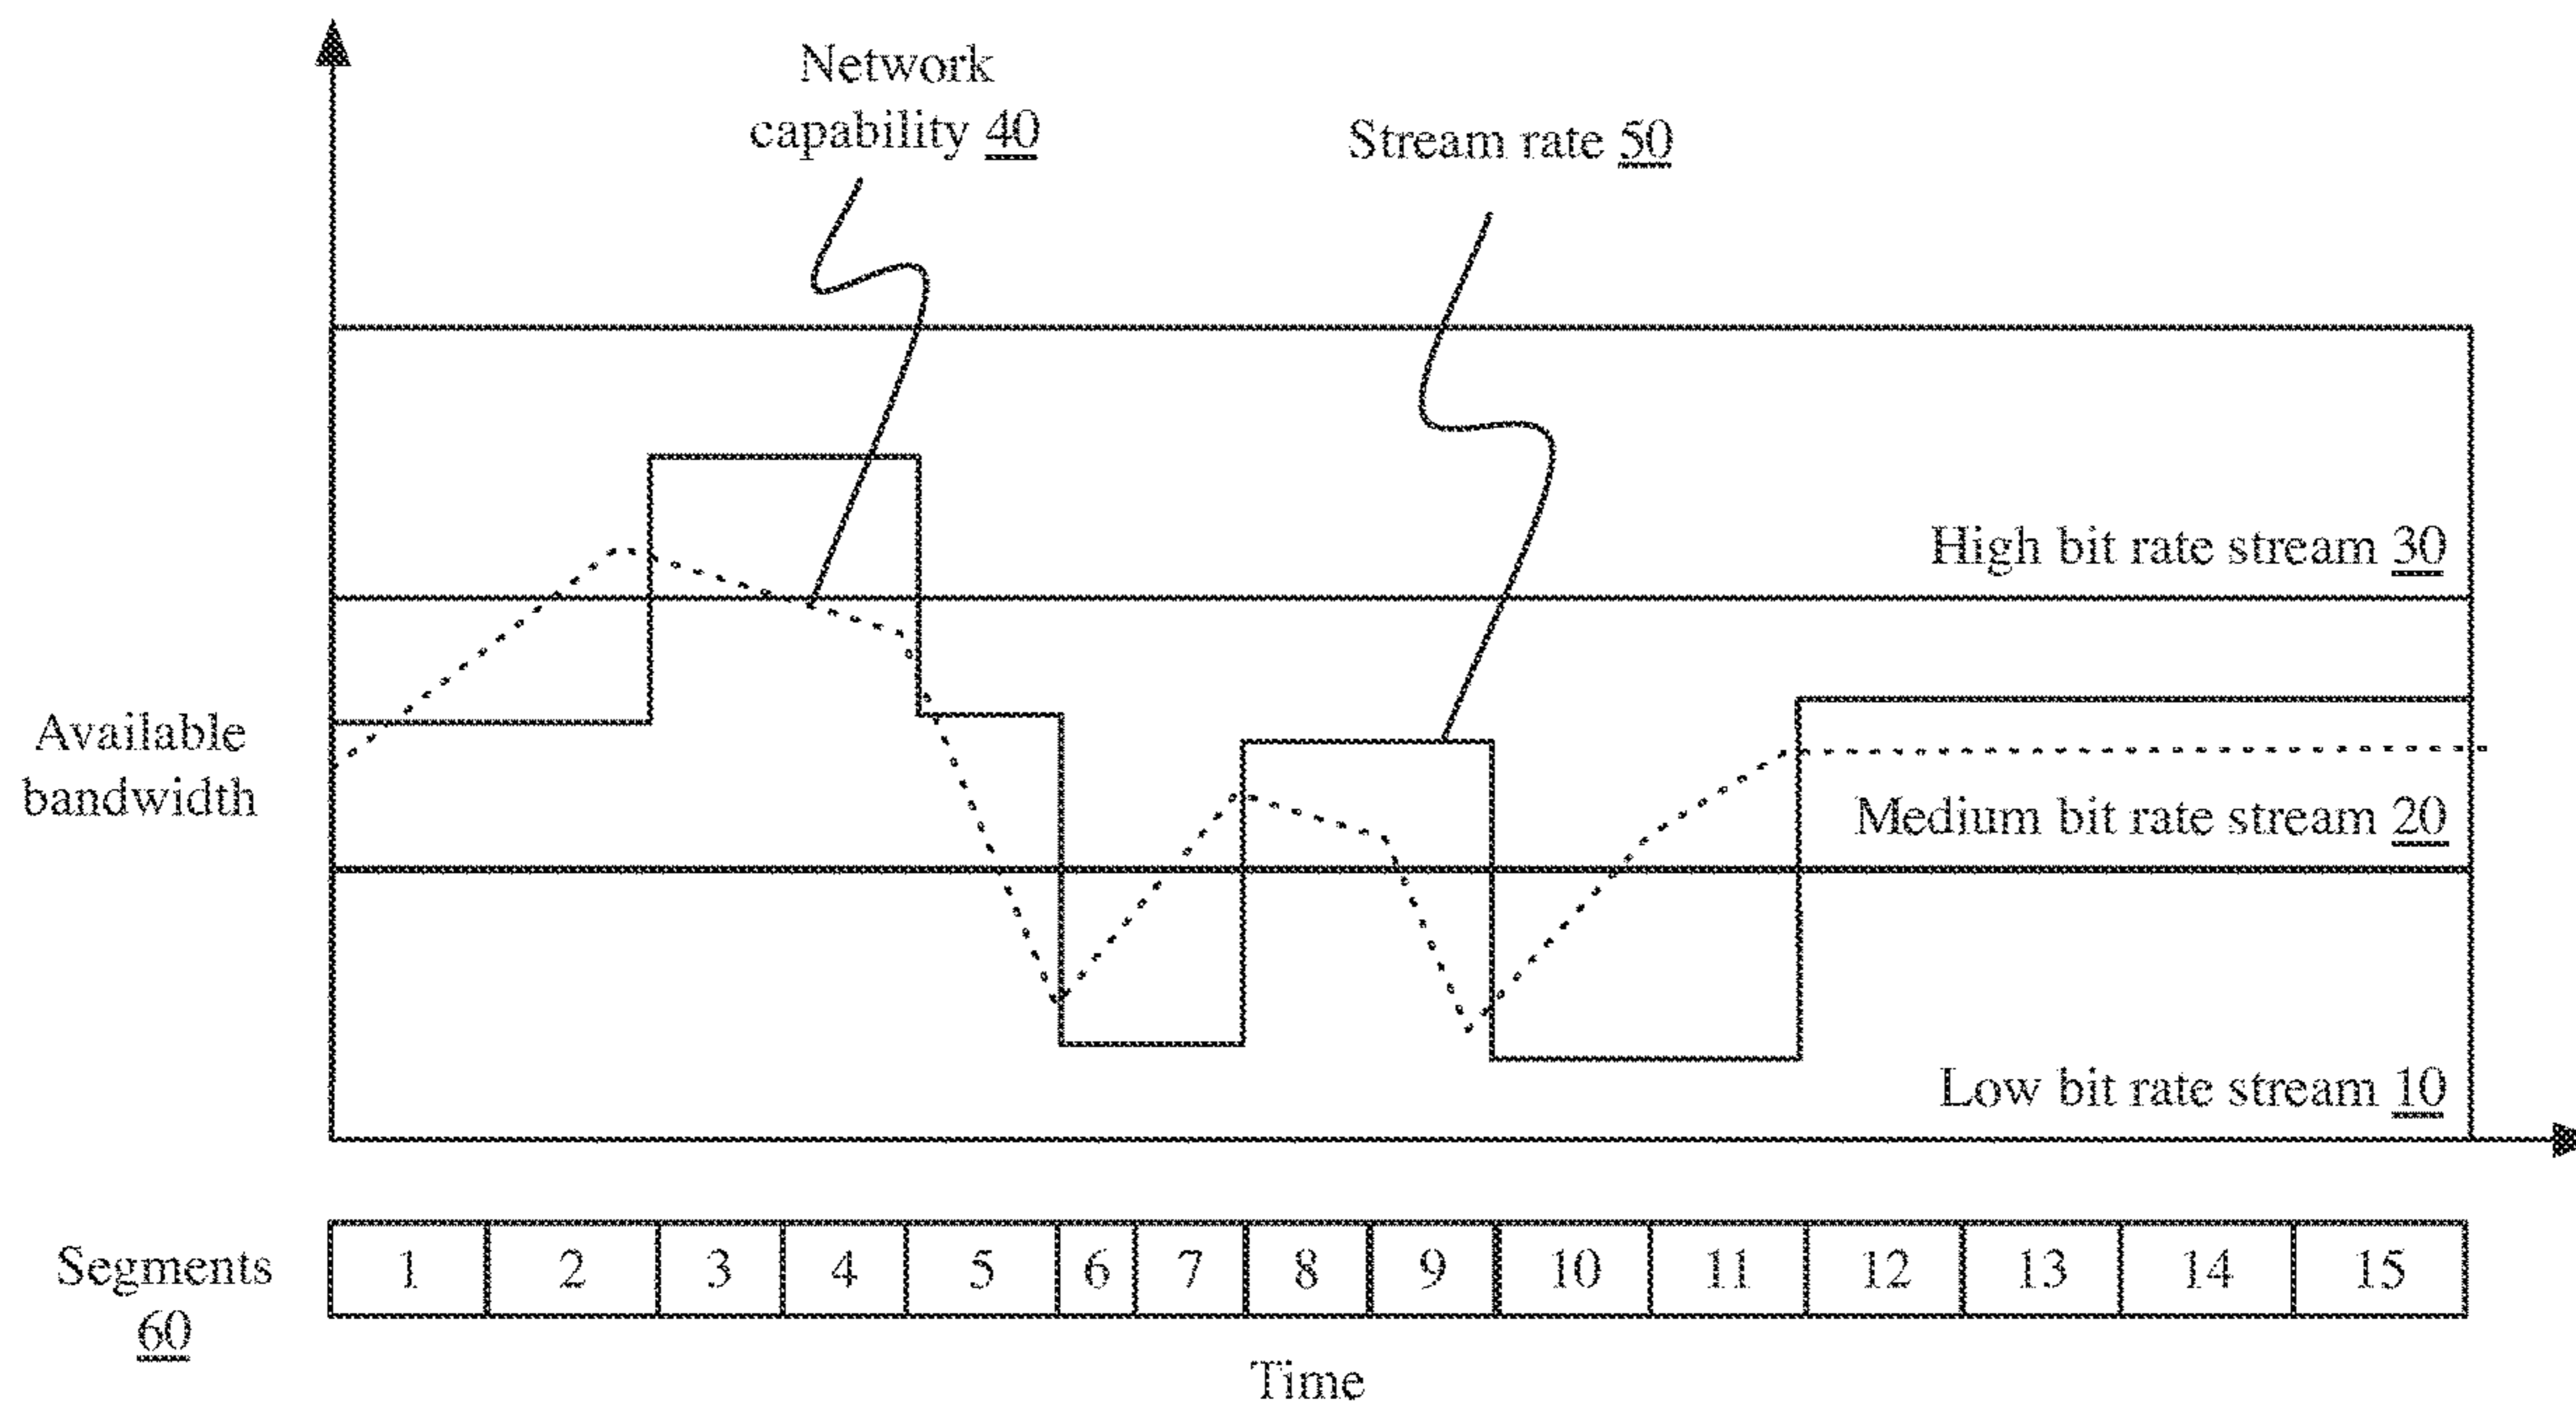 Network
capability 40
Stream rate 50
High bit rate stream 30
Available
bandwidth
Medium bit rate stream 20
Low bit rate stream 10
Segments
60
1 2 3 4 5 6 7 8 9 10 11 12 13 14 15
Time